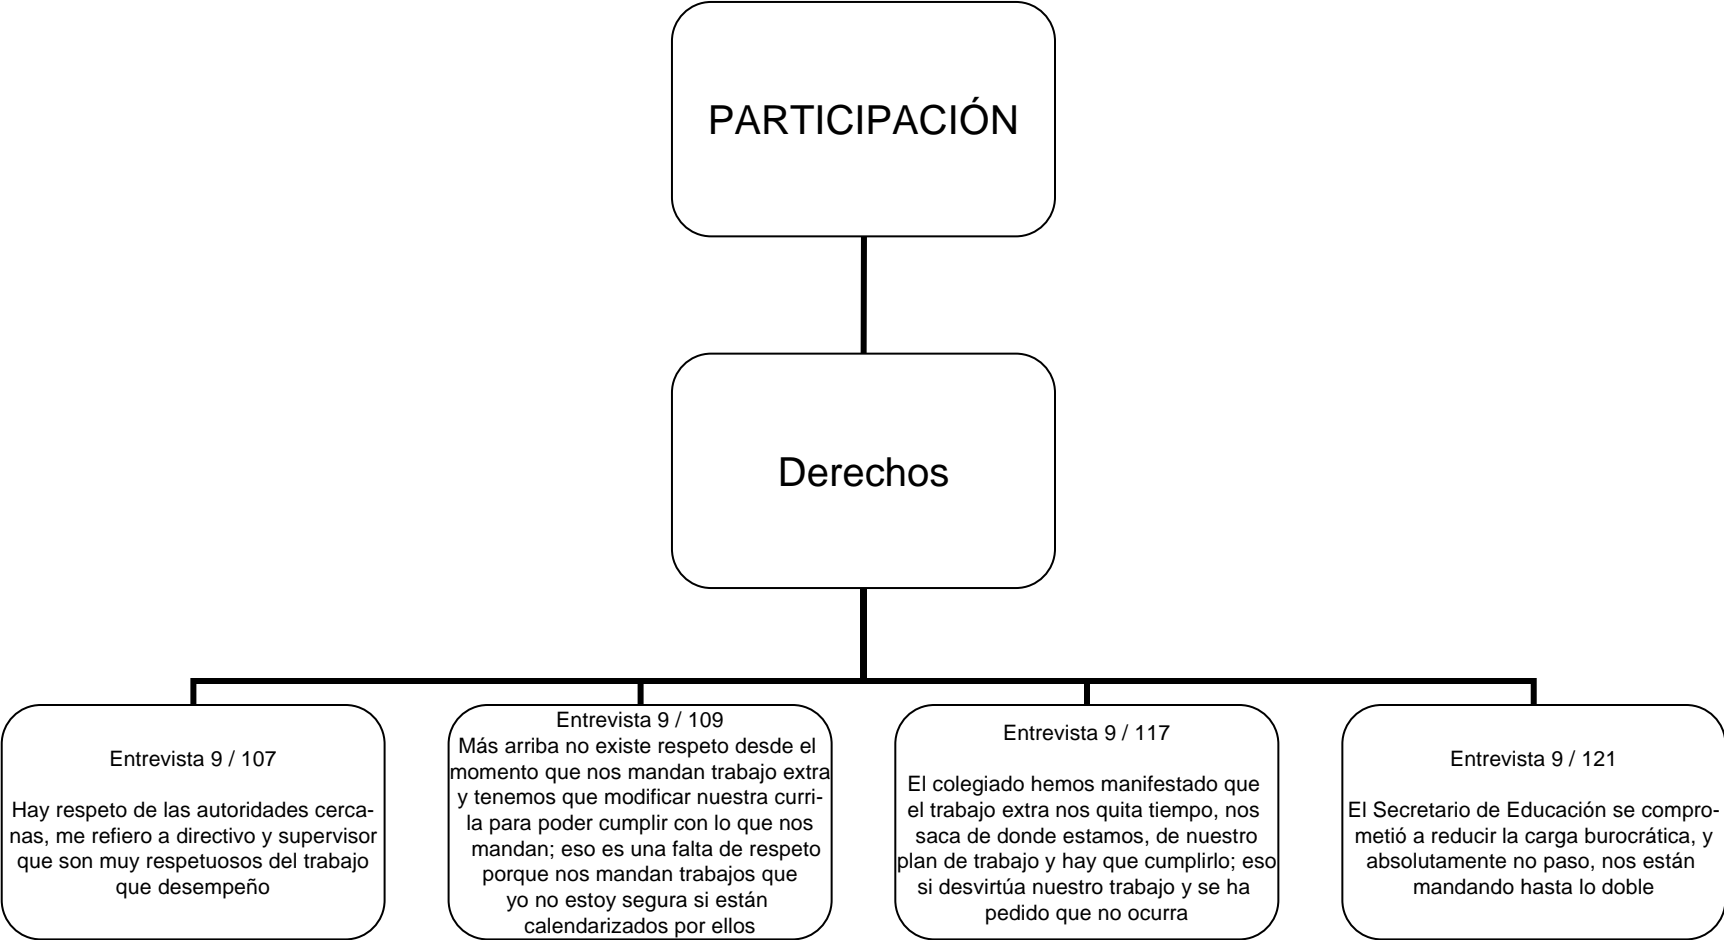 PARTICIPACIÓN
Derechos
Entrevista 9 / 107
Hay respeto de las autoridades cerca-
nas, me refiero a directivo y supervisor
que son muy respetuosos del trabajo
que desempeño
Entrevista 9 / 109
Más arriba no existe respeto desde el
momento que nos mandan trabajo extra
y tenemos que modificar nuestra curri-
la para poder cumplir con lo que nos
mandan; eso es una falta de respeto
porque nos mandan trabajos que
yo no estoy segura si están
calendarizados por ellos
Entrevista 9 / 117
El colegiado hemos manifestado que
el trabajo extra nos quita tiempo, nos
saca de donde estamos, de nuestro
plan de trabajo y hay que cumplirlo; eso
si desvirtúa nuestro trabajo y se ha
pedido que no ocurra
Entrevista 9 / 121
El Secretario de Educación se compro-
metió a reducir la carga burocrática, y
absolutamente no paso, nos están
mandando hasta lo doble